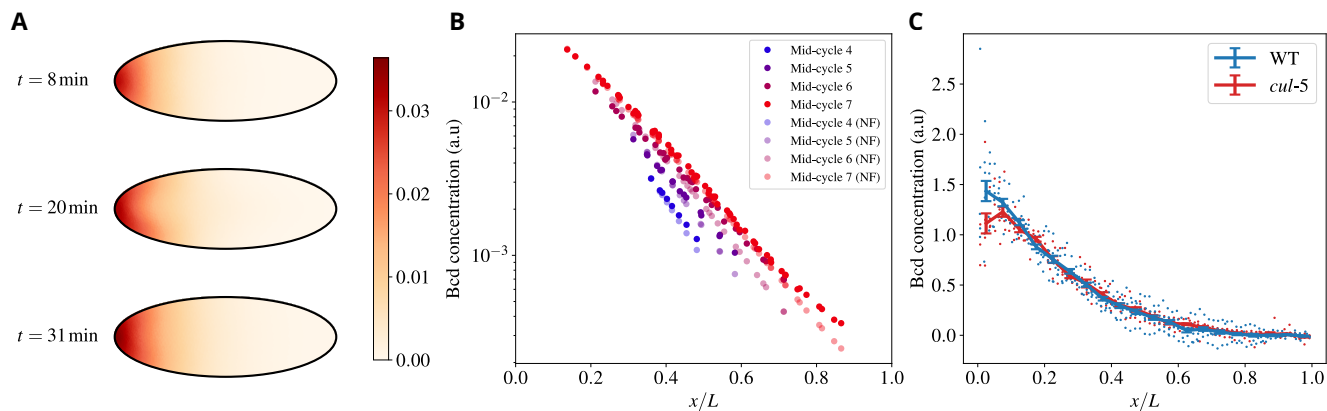 A
t = 8 min
t = 20 min
t = 31 min
0.03
0.02
0.01
0.00
B
Bcd concentration (a.u)
10⁻²
10⁻³
Mid-cycle 4
Mid-cycle 5
Mid-cycle 6
Mid-cycle 7
Mid-cycle 4 (NF)
Mid-cycle 5 (NF)
Mid-cycle 6 (NF)
Mid-cycle 7 (NF)
0.0 0.2 0.4 0.6 0.8 1.0
x/L
C
Bcd concentration (a.u)
2.5
2.0
1.5
1.0
0.5
0.0
WT
cul-5
0.0 0.2 0.4 0.6 0.8 1.0
x/L